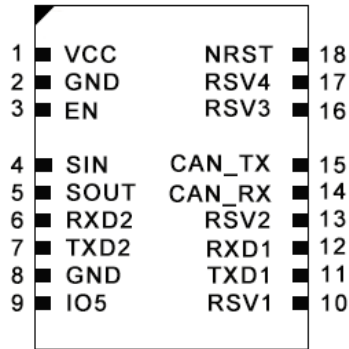 1 VCC NRST 18
2 GND RSV4 17
3 EN RSV3 16
4 SIN CAN_TX 15
5 SOUT CAN_RX 14
6 RXD2 RSV2 13
7 TXD2 RXD1 12
8 GND TXD1 11
9 IO5 RSV1 10